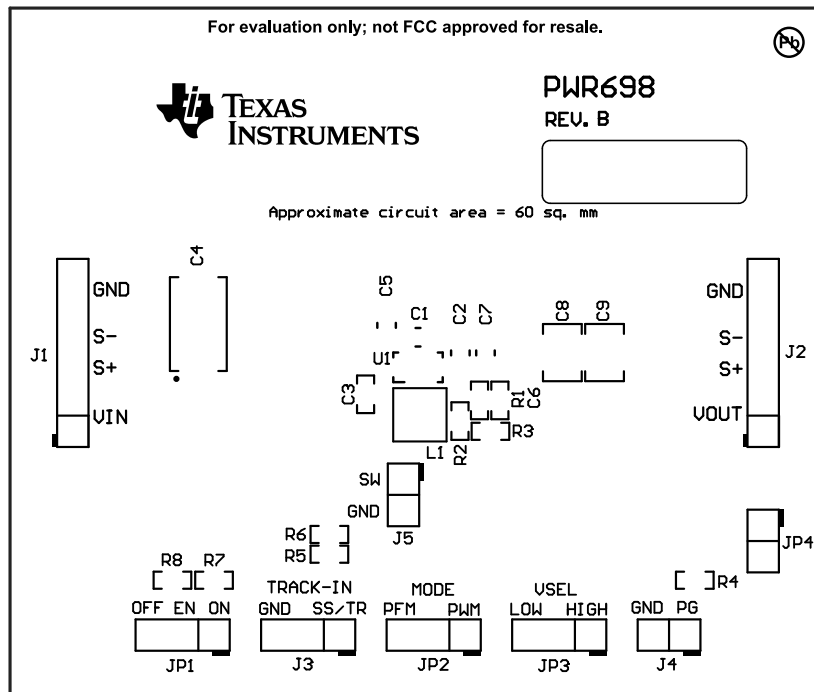 For evaluation only; not FCC approved for resale.
Pb
TEXAS
INSTRUMENTS
PWR698
REV. B
Approximate circuit area = 60 sq. mm
J1
GND
S-
S+
VIN
C4
C5
C1
C2
C7
U1
C3
L1
R2
R1
C6
R3
C8
C9
GND
S-
S+
VOUT
J2
SW
GND
J5
R6
R5
R8
R7
JP4
R4
OFF EN ON
JP1
TRACK-IN
GND SS/TR
J3
MODE
PFM PWM
JP2
VSEL
LOW HIGH
JP3
GND PG
J4